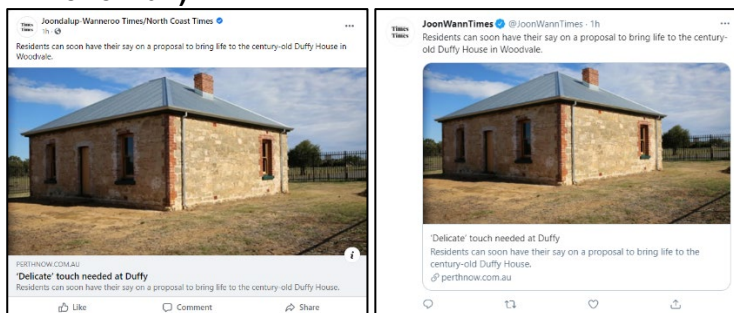 Joondalup-Wanneroo Times/North Coast Times
1h
Residents can soon have their say on a proposal to bring life to the century-old Duffy House in
Woodvale.
PERTHNOW.COM.AU
'Delicate' touch needed at Duffy
Residents can soon have their say on a proposal to bring life to the century-old Duffy House.
Like Comment Share
Times
Times
JoonWannTimes @JoonWannTimes · 1h
Residents can soon have their say on a proposal to bring life to the century-
old Duffy House in Woodvale.
'Delicate' touch needed at Duffy
Residents can soon have their say on a proposal to bring life to the
century-old Duffy House.
perthnow.com.au